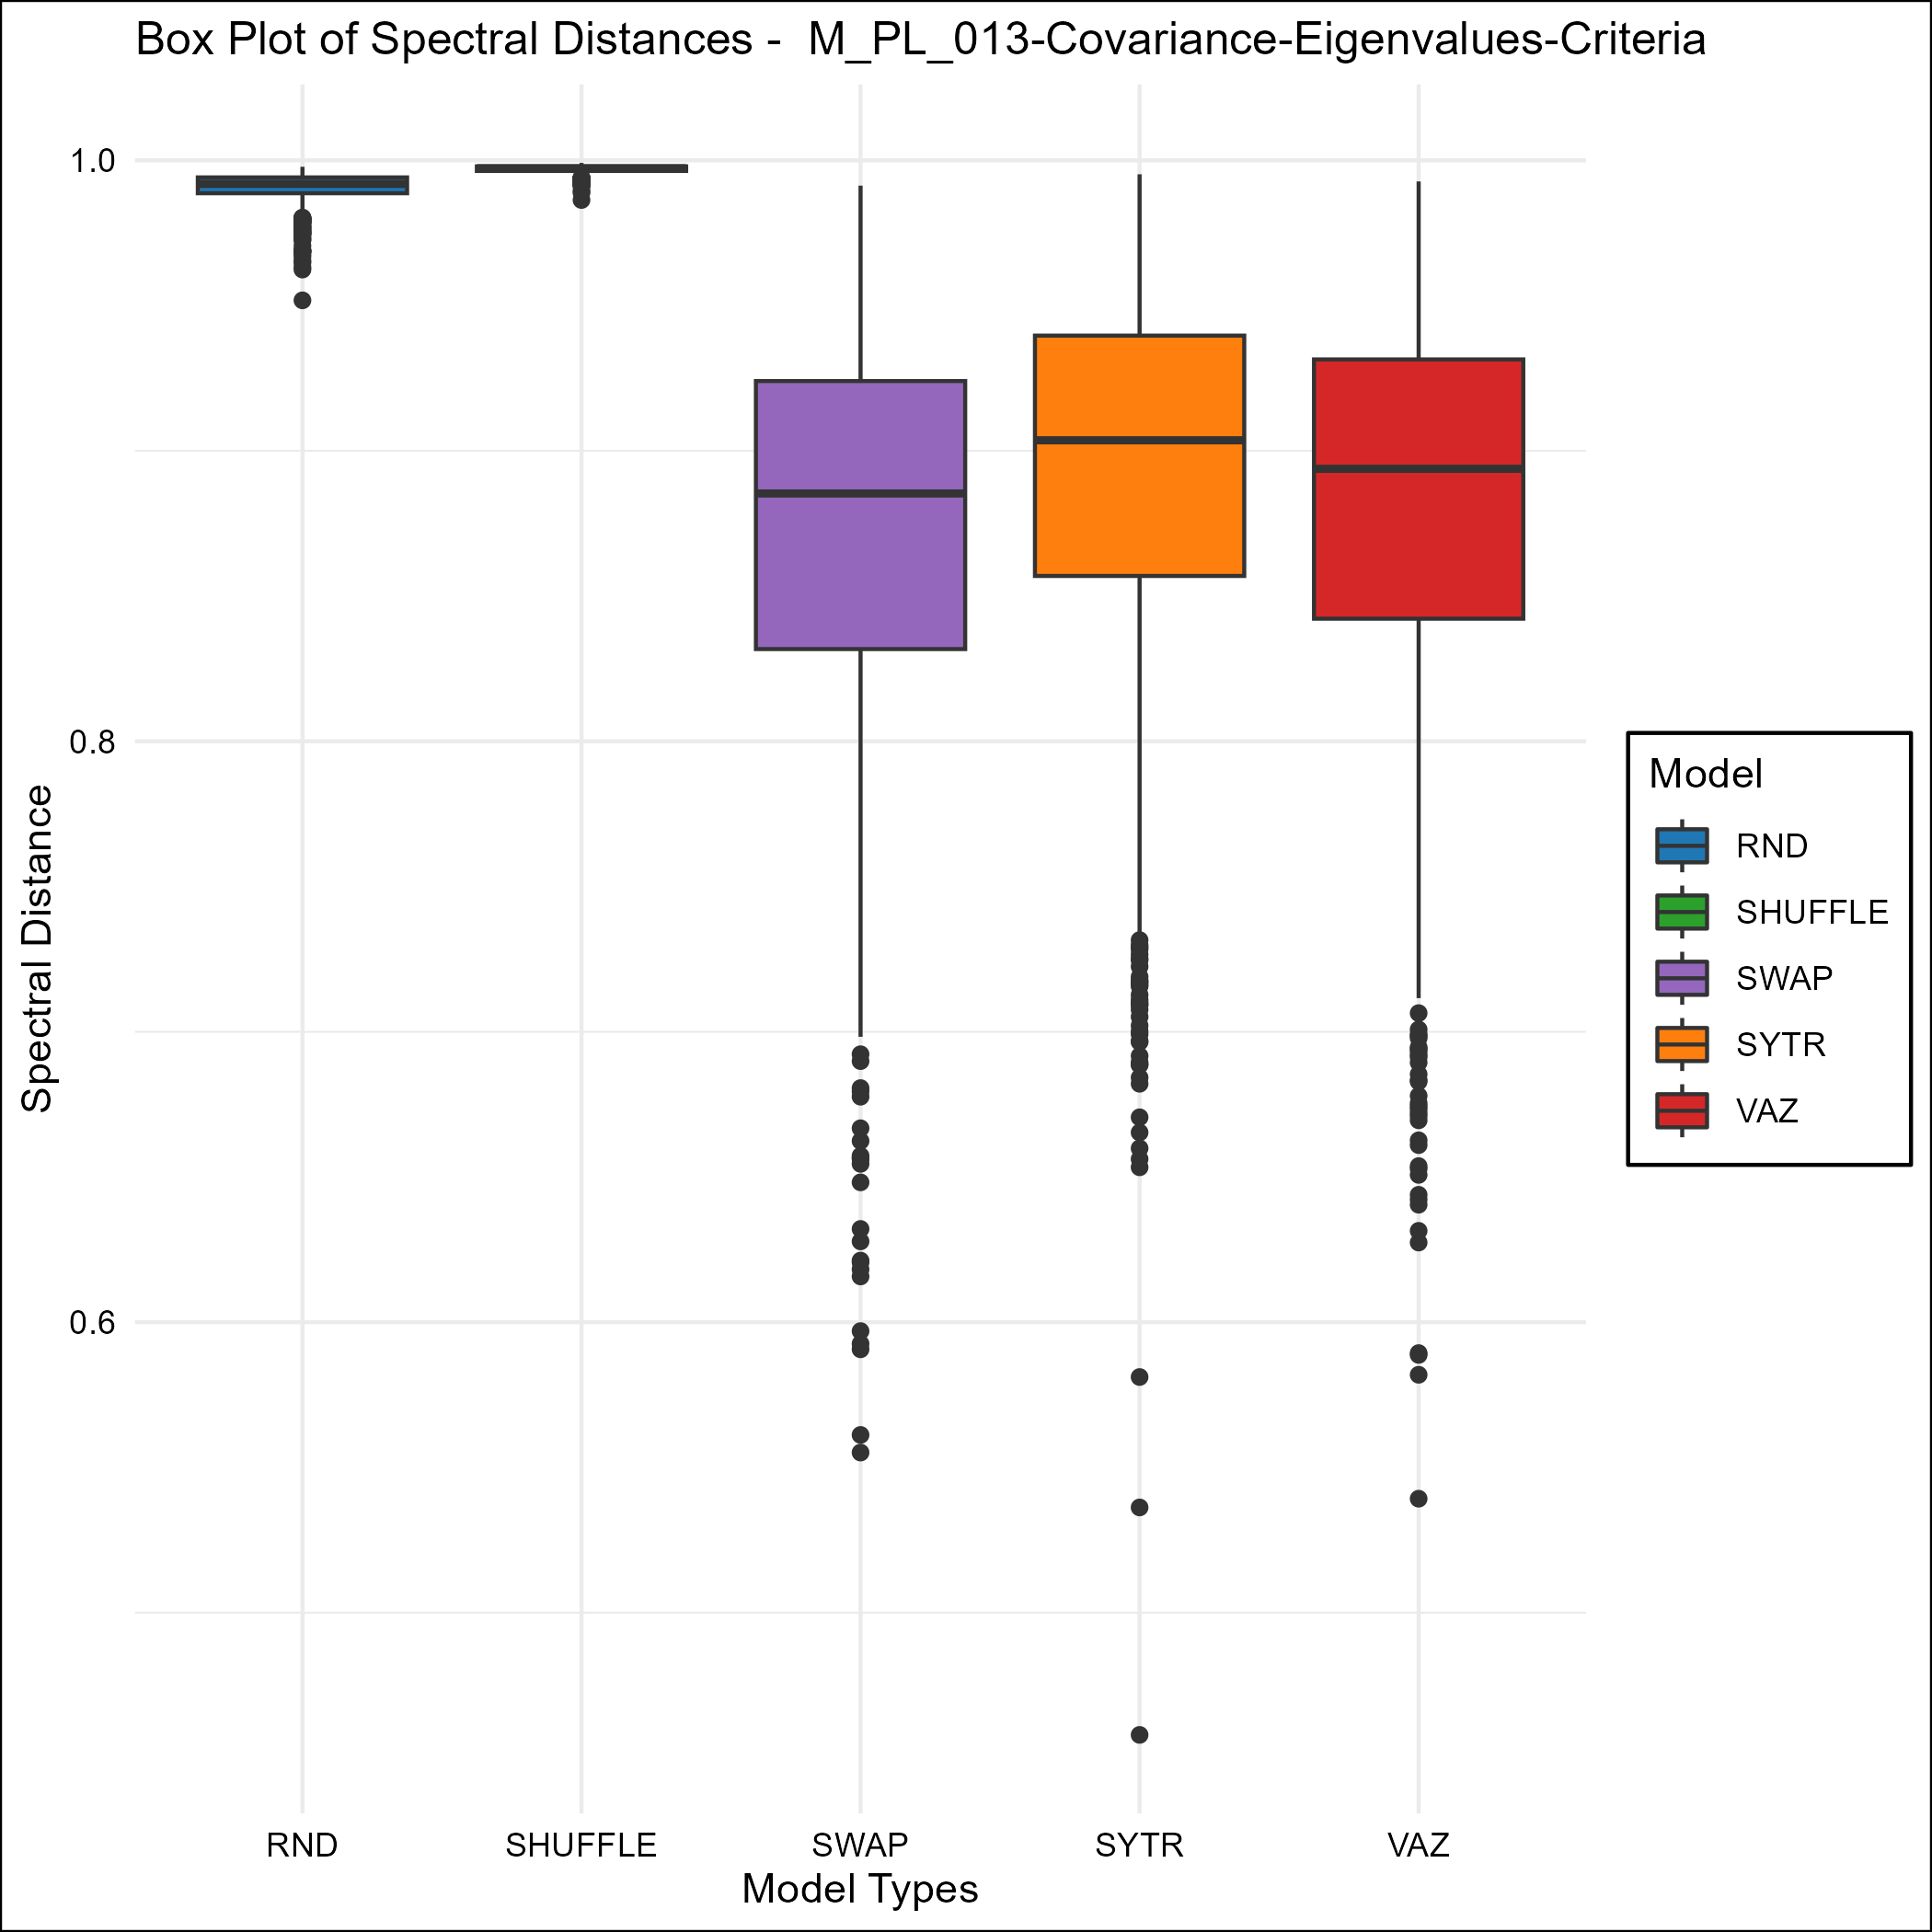 Box Plot of Spectral Distances -  M_PL_013-Covariance-Eigenvalues-Criteria
1.0
0.8
0.6
Spectral Distance
RND
SHUFFLE
SWAP
SYTR
VAZ
Model Types
Model
RND
SHUFFLE
SWAP
SYTR
VAZ